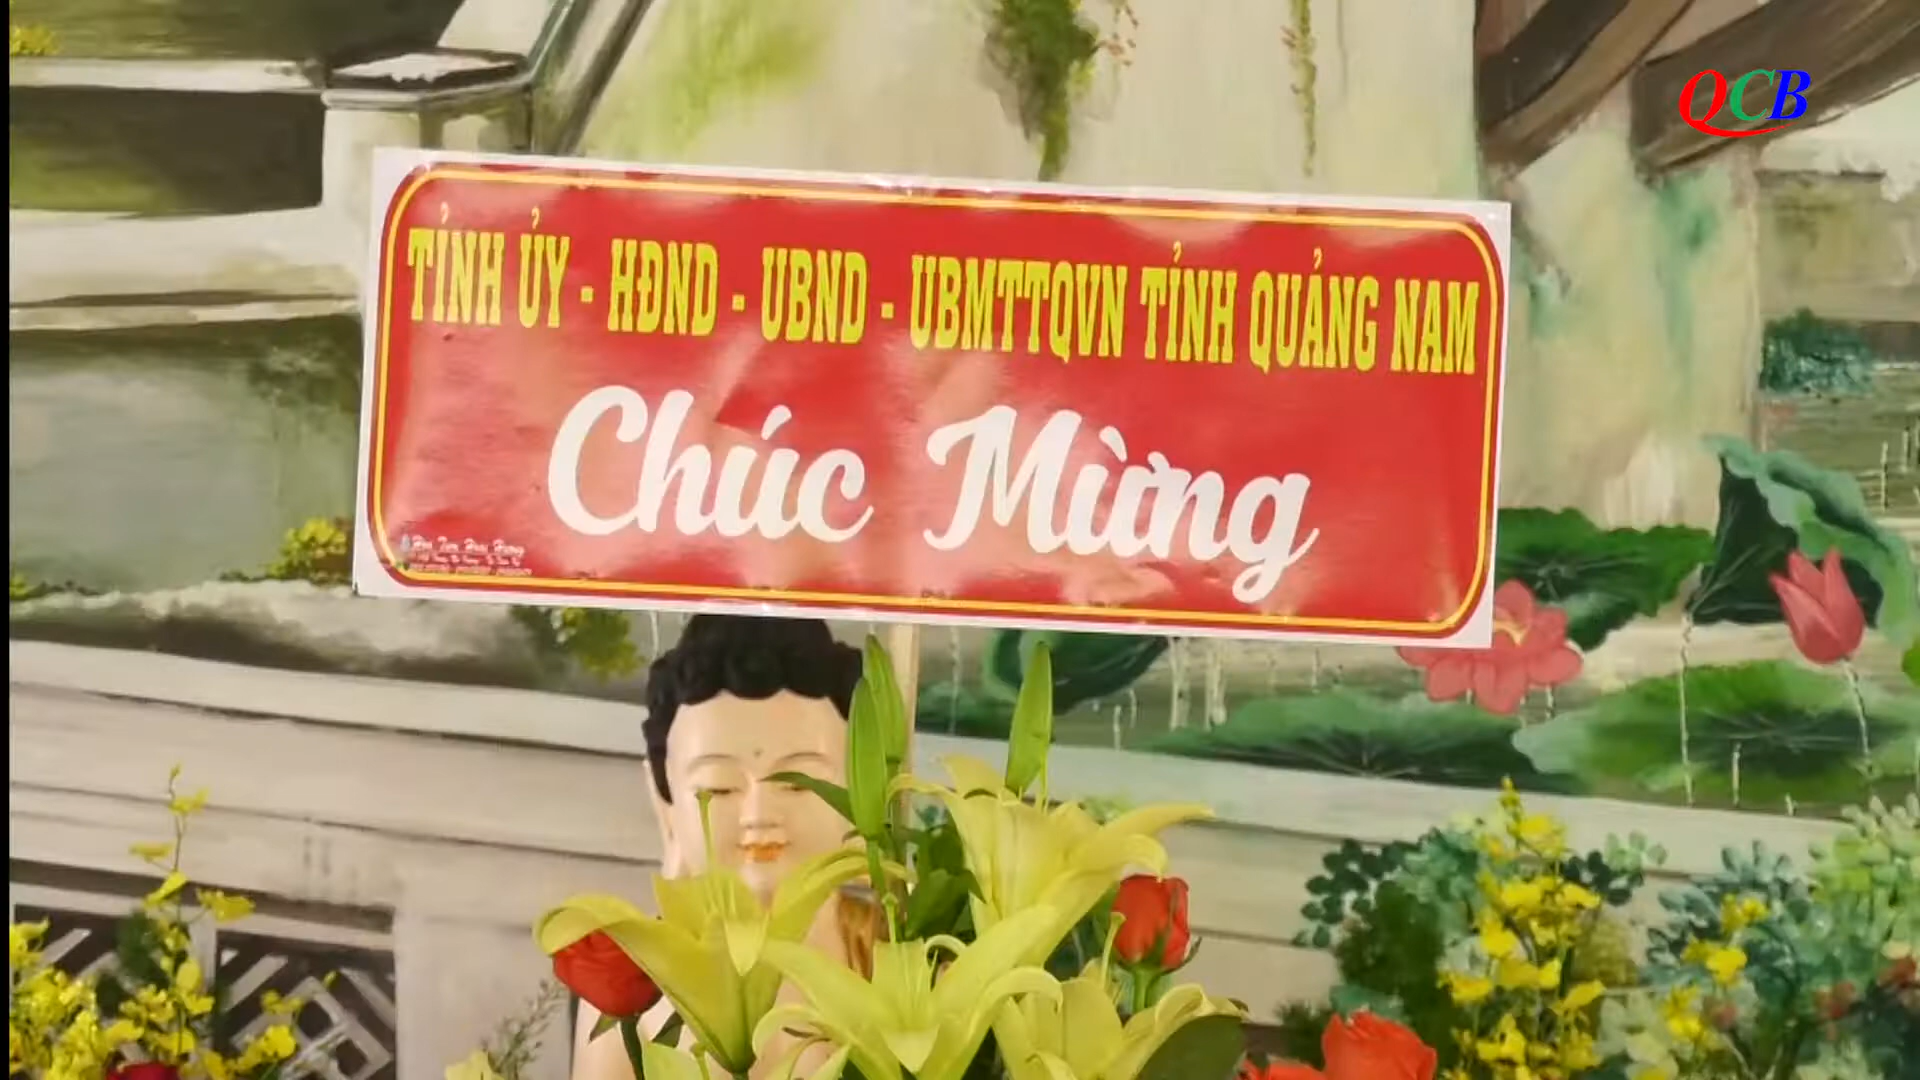 QCB
TỈNH ỦY - HĐND - UBND - UBMTTQVN TỈNH QUẢNG NAM
Chúc Mừng